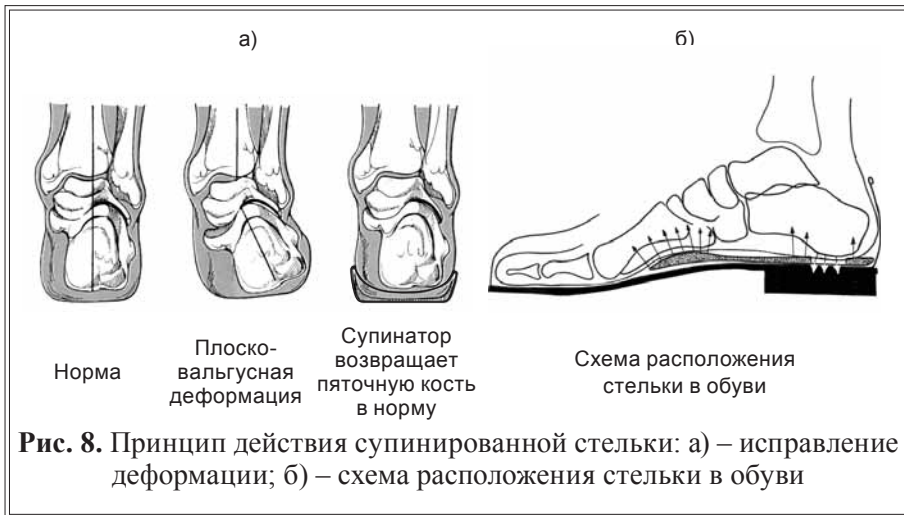 а)
б)
Норма
Плоско-
вальгусная
деформация
Супинатор
возвращает
пяточную кость
в норму
Схема расположения
стельки в обуви
Рис. 8. Принцип действия супинированной стельки: а) – исправление
деформации; б) – схема расположения стельки в обуви